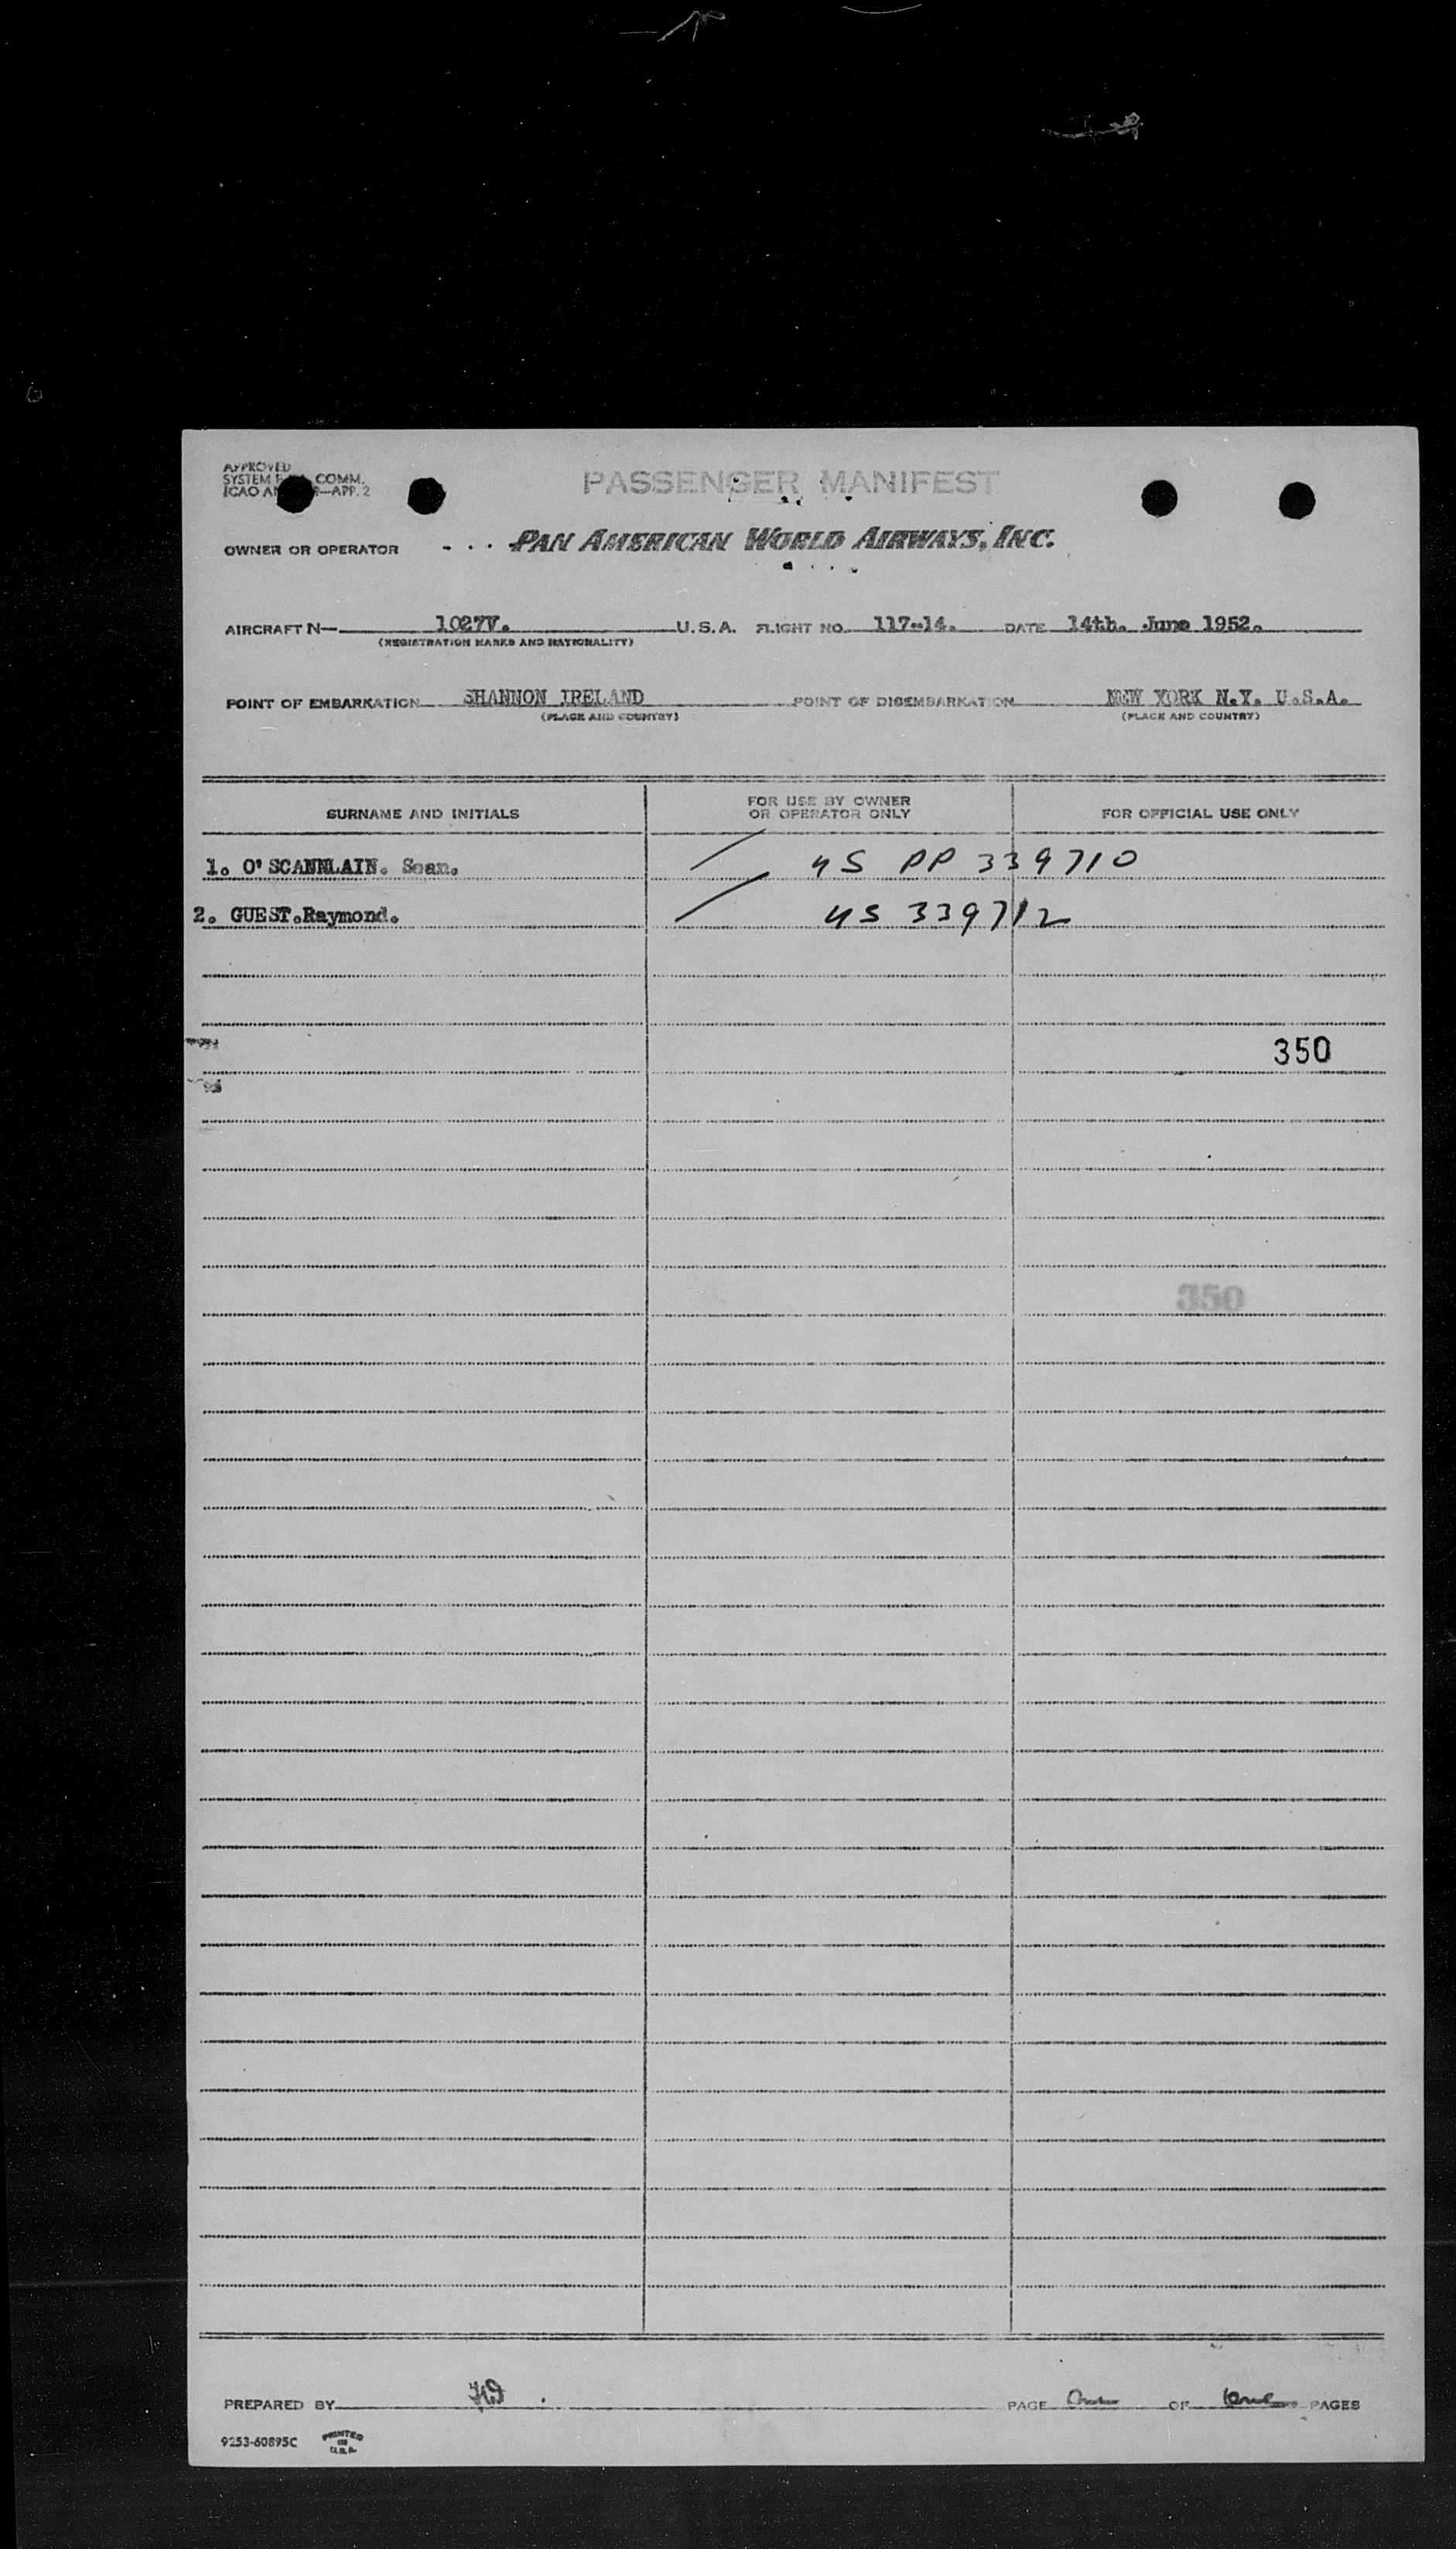 APPROVED
SYSTEM COMM.
ICAO —APP. 2
PASSENGER MANIFEST
OWNER OR OPERATOR PAN AMERICAN WORLD AIRWAYS, INC.
AIRCRAFT N— 1027V. U.S.A. FLIGHT NO. 117-14. DATE 14th. June 1952.
(REGISTRATION MARKS AND NATIONALITY)
POINT OF EMBARKATION SHANNON IRELAND POINT OF DISEMBARKATION NEW YORK N.Y. U.S.A.
(PLACE AND COUNTRY) (PLACE AND COUNTRY)
SURNAME AND INITIALS FOR USE BY OWNER OR OPERATOR ONLY FOR OFFICIAL USE ONLY
1. O'SCANNLAIN. Sean. / US PP 339710
2. GUEST.Raymond. / US 339712
350
350
PREPARED BY PAGE One OF One PAGES
9253-60895C PRINTED IN U.S.A.